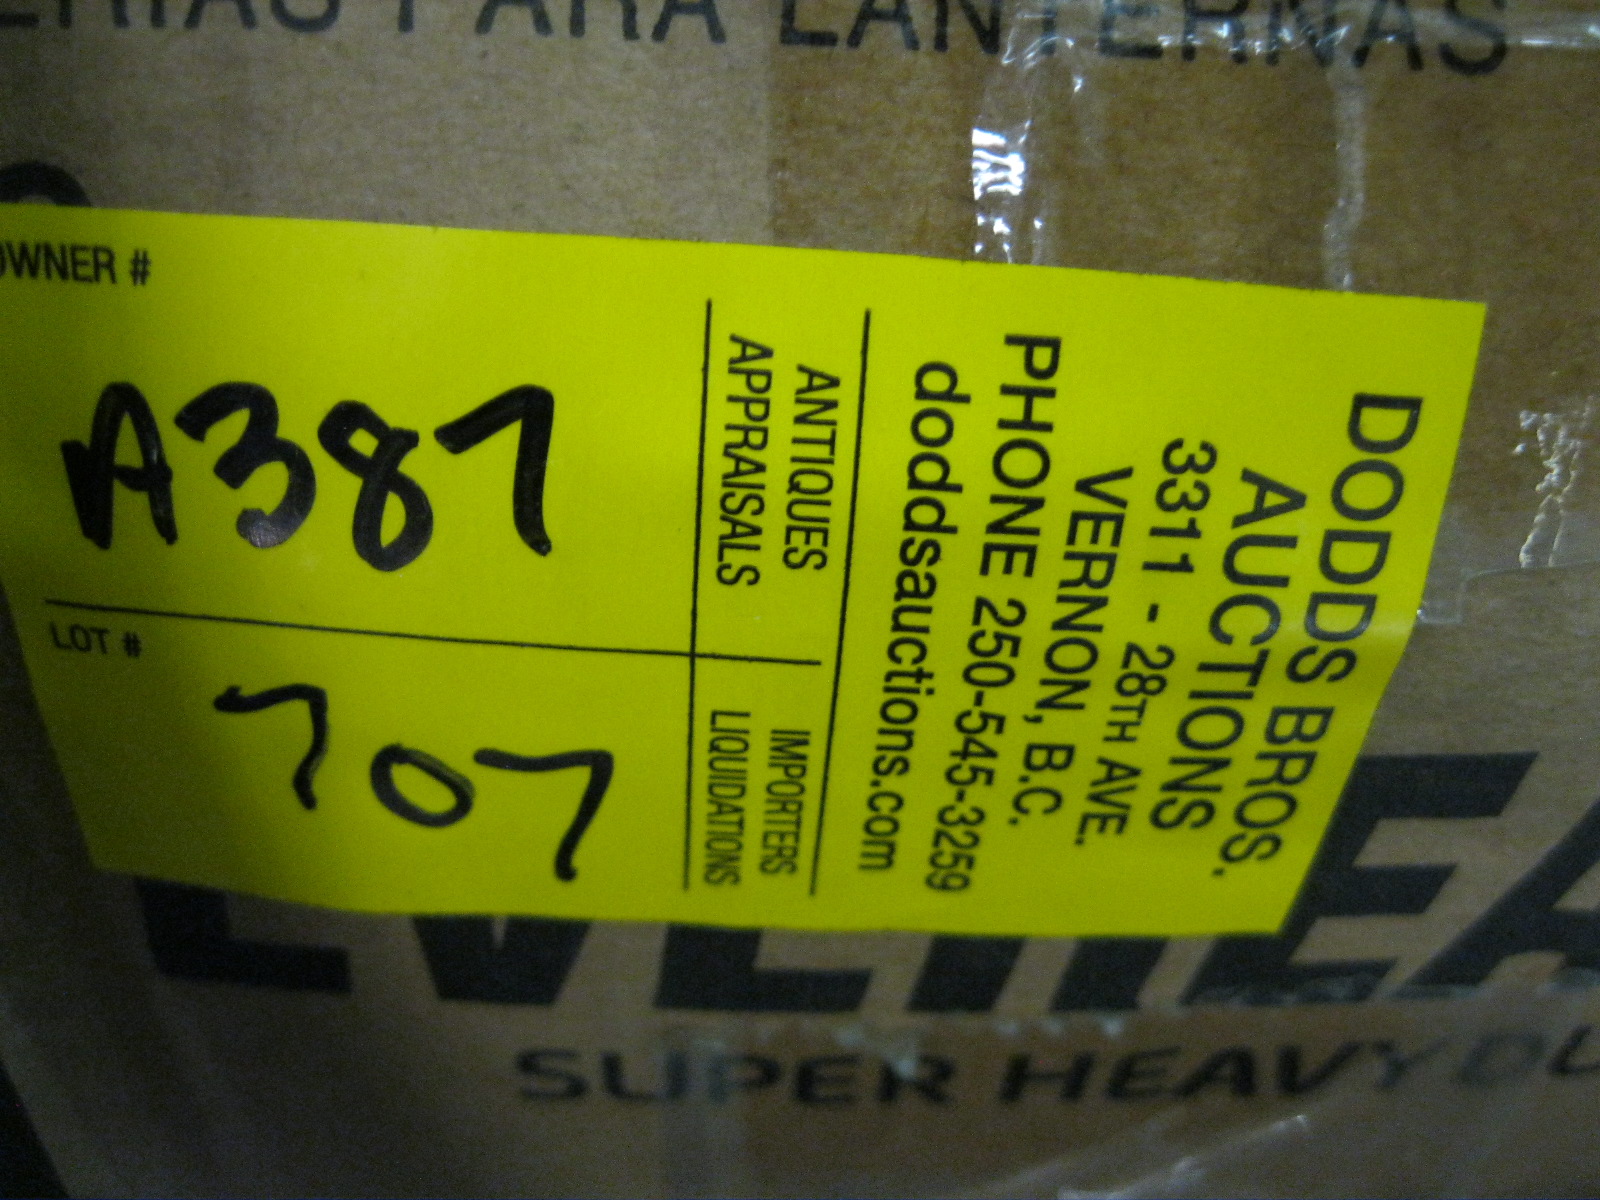 PARA LANTERNAS
OWNER #
A387
LOT #
707
ANTIQUES
APPRAISALS
IMPORTERS
LIQUIDATIONS
DODDS BROS.
AUCTIONS
3311 - 28TH AVE.
VERNON, B.C.
PHONE 250-545-3259
doddsauctions.com
SUPER HEAVY DU